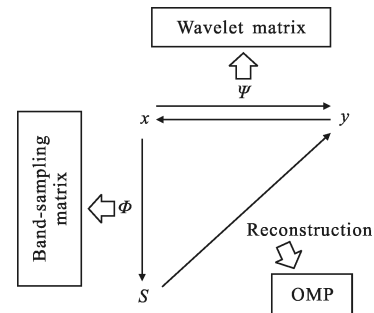 Wavelet matrix
Ψ
x
y
Band-sampling
matrix
Φ
Reconstruction
S
OMP